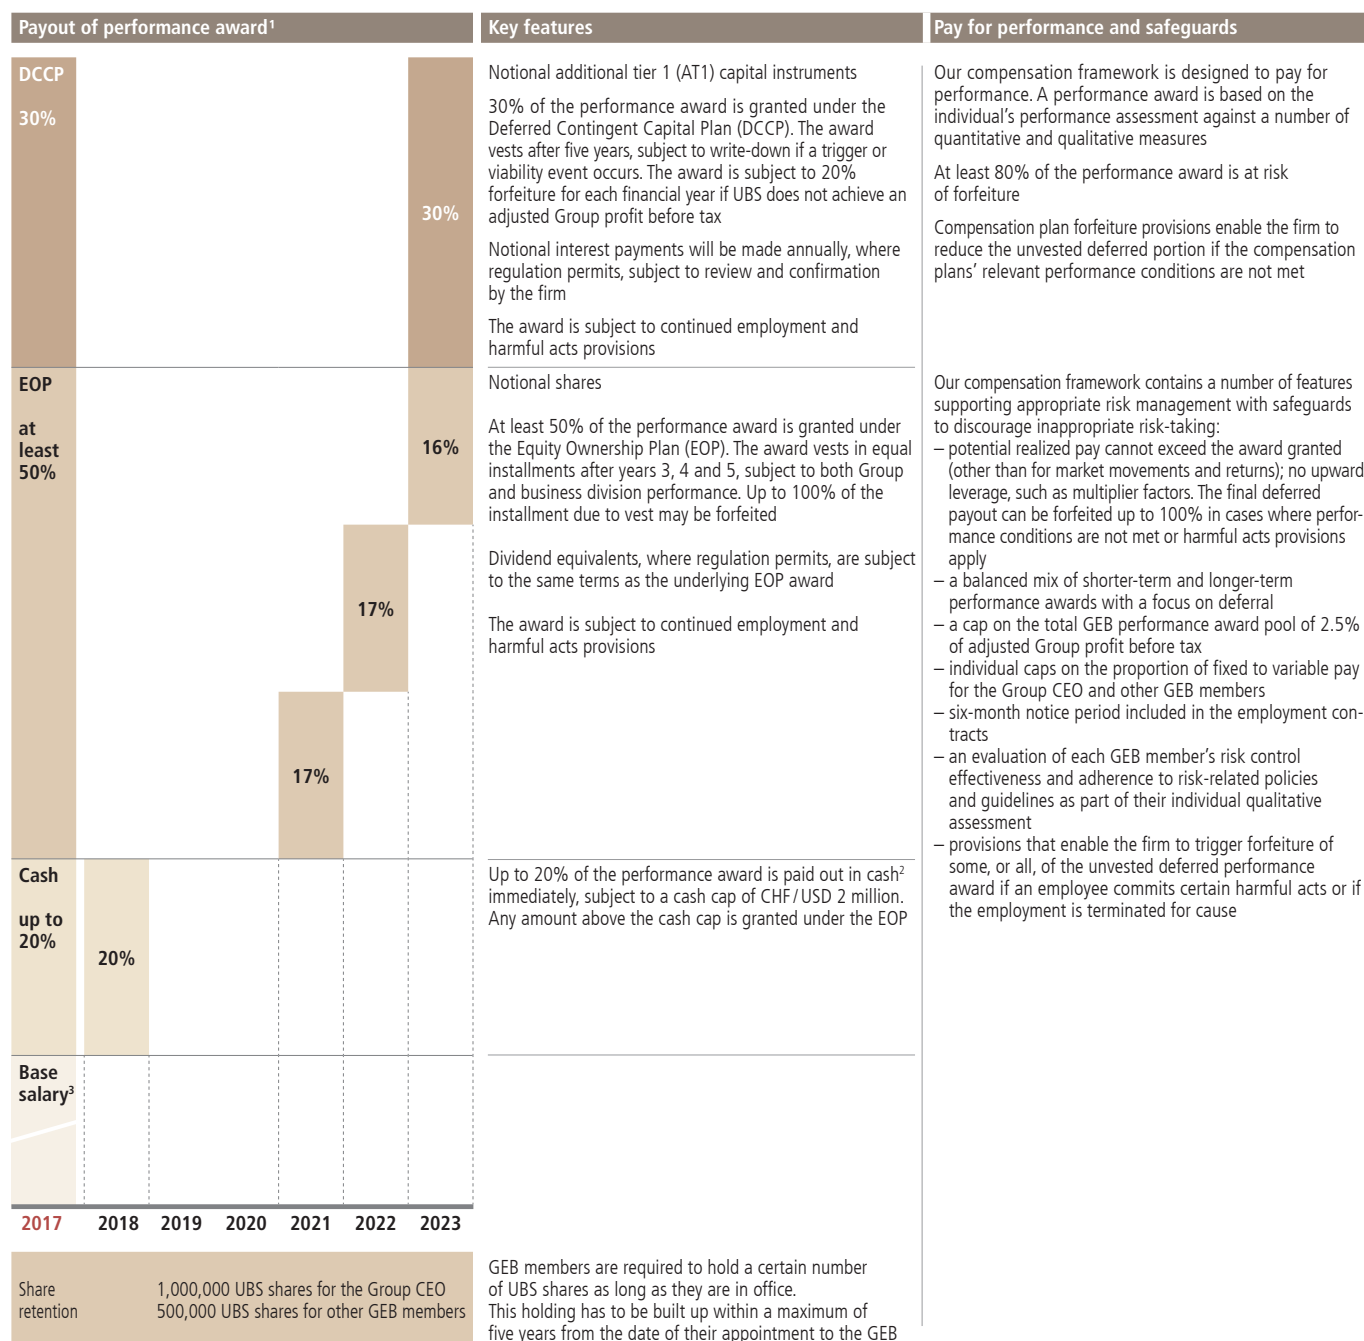 Payout of performance award¹
DCCP
30%
30%
EOP
at
least
50%
16%
17%
17%
Cash
up to
20%
20%
Base
salary³
2017 2018 2019 2020 2021 2022 2023
Share retention
1,000,000 UBS shares for the Group CEO
500,000 UBS shares for other GEB members
Key features
Notional additional tier 1 (AT1) capital instruments
30% of the performance award is granted under the
Deferred Contingent Capital Plan (DCCP). The award
vests after five years, subject to write-down if a trigger or
viability event occurs. The award is subject to 20%
forfeiture for each financial year if UBS does not achieve an
adjusted Group profit before tax
Notional interest payments will be made annually, where
regulation permits, subject to review and confirmation
by the firm
The award is subject to continued employment and
harmful acts provisions
Notional shares
At least 50% of the performance award is granted under
the Equity Ownership Plan (EOP). The award vests in equal
installments after years 3, 4 and 5, subject to both Group
and business division performance. Up to 100% of the
installment due to vest may be forfeited
Dividend equivalents, where regulation permits, are subject
to the same terms as the underlying EOP award
The award is subject to continued employment and
harmful acts provisions
Up to 20% of the performance award is paid out in cash²
immediately, subject to a cash cap of CHF / USD 2 million.
Any amount above the cash cap is granted under the EOP
GEB members are required to hold a certain number
of UBS shares as long as they are in office.
This holding has to be built up within a maximum of
five years from the date of their appointment to the GEB
Pay for performance and safeguards
Our compensation framework is designed to pay for
performance. A performance award is based on the
individual's performance assessment against a number of
quantitative and qualitative measures
At least 80% of the performance award is at risk
of forfeiture
Compensation plan forfeiture provisions enable the firm to
reduce the unvested deferred portion if the compensation
plans' relevant performance conditions are not met
Our compensation framework contains a number of features
supporting appropriate risk management with safeguards
to discourage inappropriate risk-taking:
– potential realized pay cannot exceed the award granted
(other than for market movements and returns); no upward
leverage, such as multiplier factors. The final deferred
payout can be forfeited up to 100% in cases where perfor-
mance conditions are not met or harmful acts provisions
apply
– a balanced mix of shorter-term and longer-term
performance awards with a focus on deferral
– a cap on the total GEB performance award pool of 2.5%
of adjusted Group profit before tax
– individual caps on the proportion of fixed to variable pay
for the Group CEO and other GEB members
– six-month notice period included in the employment con-
tracts
– an evaluation of each GEB member's risk control
effectiveness and adherence to risk-related policies
and guidelines as part of their individual qualitative
assessment
– provisions that enable the firm to trigger forfeiture of
some, or all, of the unvested deferred performance
award if an employee commits certain harmful acts or if
the employment is terminated for cause